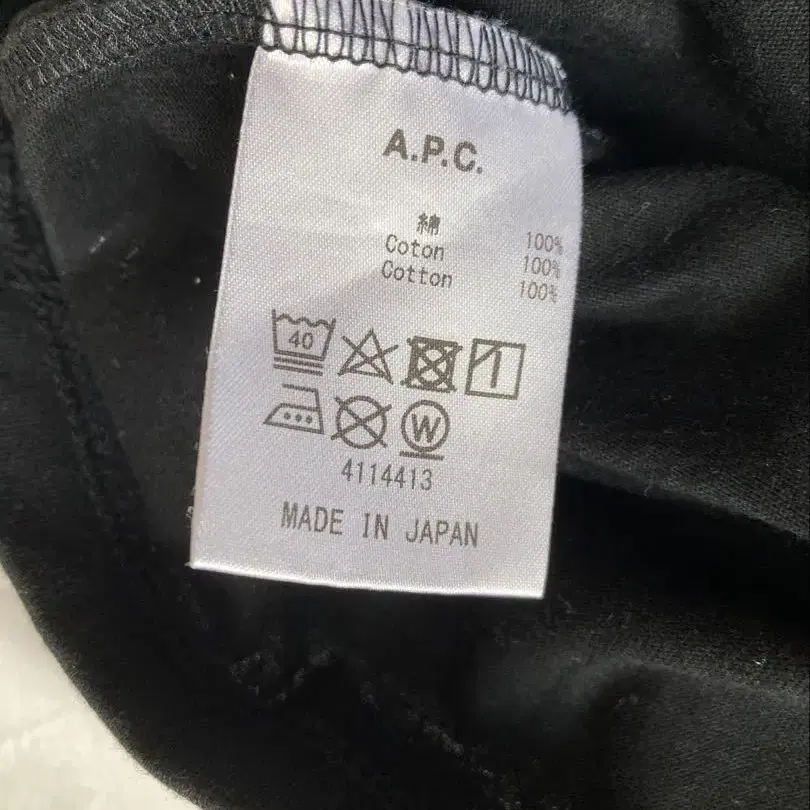 A.P.C.
綿 100%
Coton 100%
Cotton 100%
40
W
4114413
MADE IN JAPAN